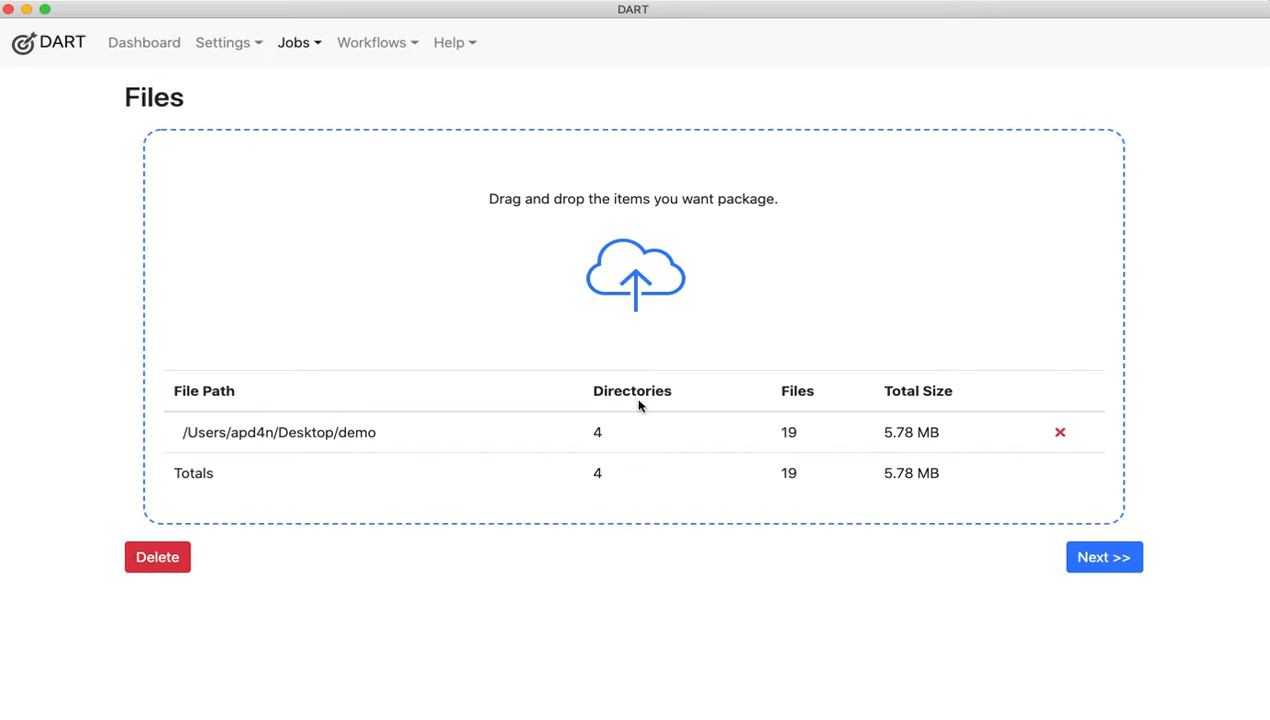 DART
DART Dashboard Settings Jobs Workflows Help
Files
Drag and drop the items you want package.
File Path Directories Files Total Size
/Users/apd4n/Desktop/demo 4 19 5.78 MB
Totals 4 19 5.78 MB
Delete Next >>